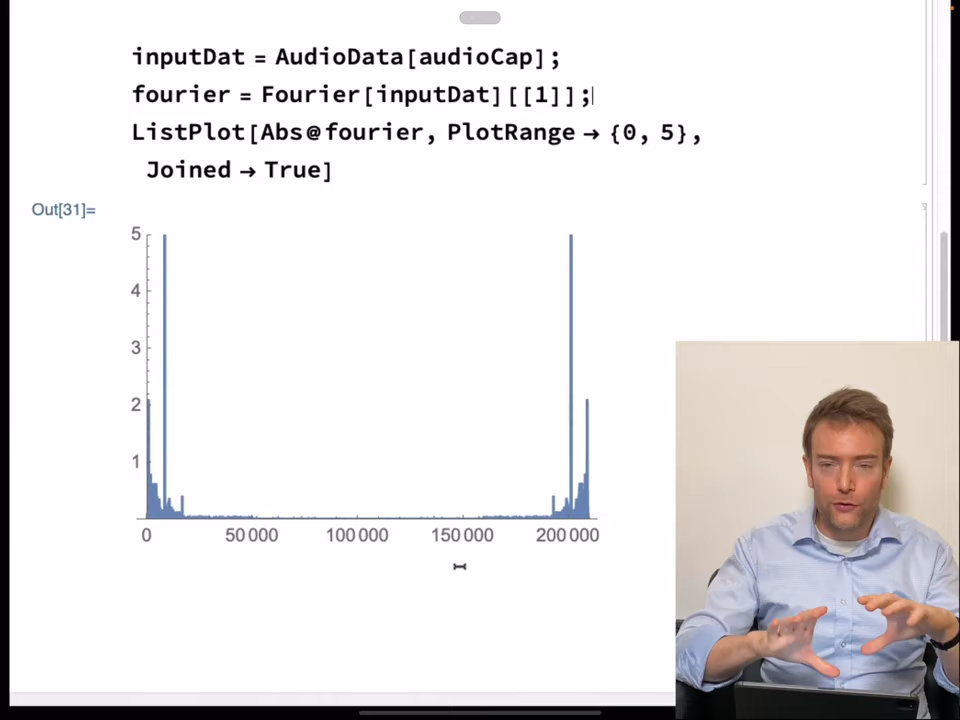 inputDat = AudioData[audioCap];
fourier = Fourier[inputDat][[1]];
ListPlot[Abs@fourier, PlotRange → {0, 5},
Joined → True]
Out[31]=
5
4
3
2
1
0 50 000 100 000 150 000 200 000